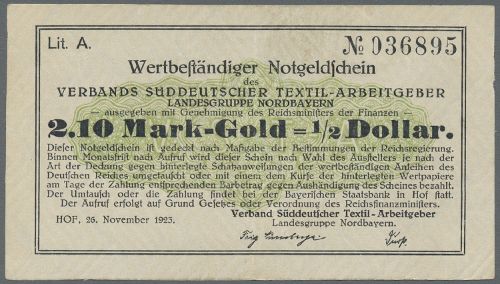 Lit. A.
№ 036895
Wertbeständiger Notgeldschein
des
VERBANDS SÜDDEUTSCHER TEXTIL-ARBEITGEBER
LANDESGRUPPE NORDBAYERN
— ausgegeben mit Genehmigung des Reichsministers der Finanzen —
2.10 Mark-Gold = 1/2 Dollar.
Dieser Notgeldschein ist gedeckt nach Maßgabe der Bestimmungen der Reichsregierung.
Binnen Monatsfrist nach Aufruf wird dieser Schein nach Wahl des Ausstellers je nach der
Art der Deckung gegen hinterlegte Schatzanweisungen der wertbeständigen Anleihen des
Deutschen Reiches umgetauscht oder mit einem dem Kurse der hinterlegten Wertpapiere
am Tage der Zahlung entsprechenden Barbetrag gegen Aushändigung des Scheines bezahlt.
Der Umtausch oder die Zahlung findet bei der Bayerischen Staatsbank in Hof statt.
Der Aufruf erfolgt auf Grund Gesetzes oder Verordnung des Reichsfinanzministers.
HOF, 26. November 1923.
Verband Süddeutscher Textil-Arbeitgeber
Landesgruppe Nordbayern.